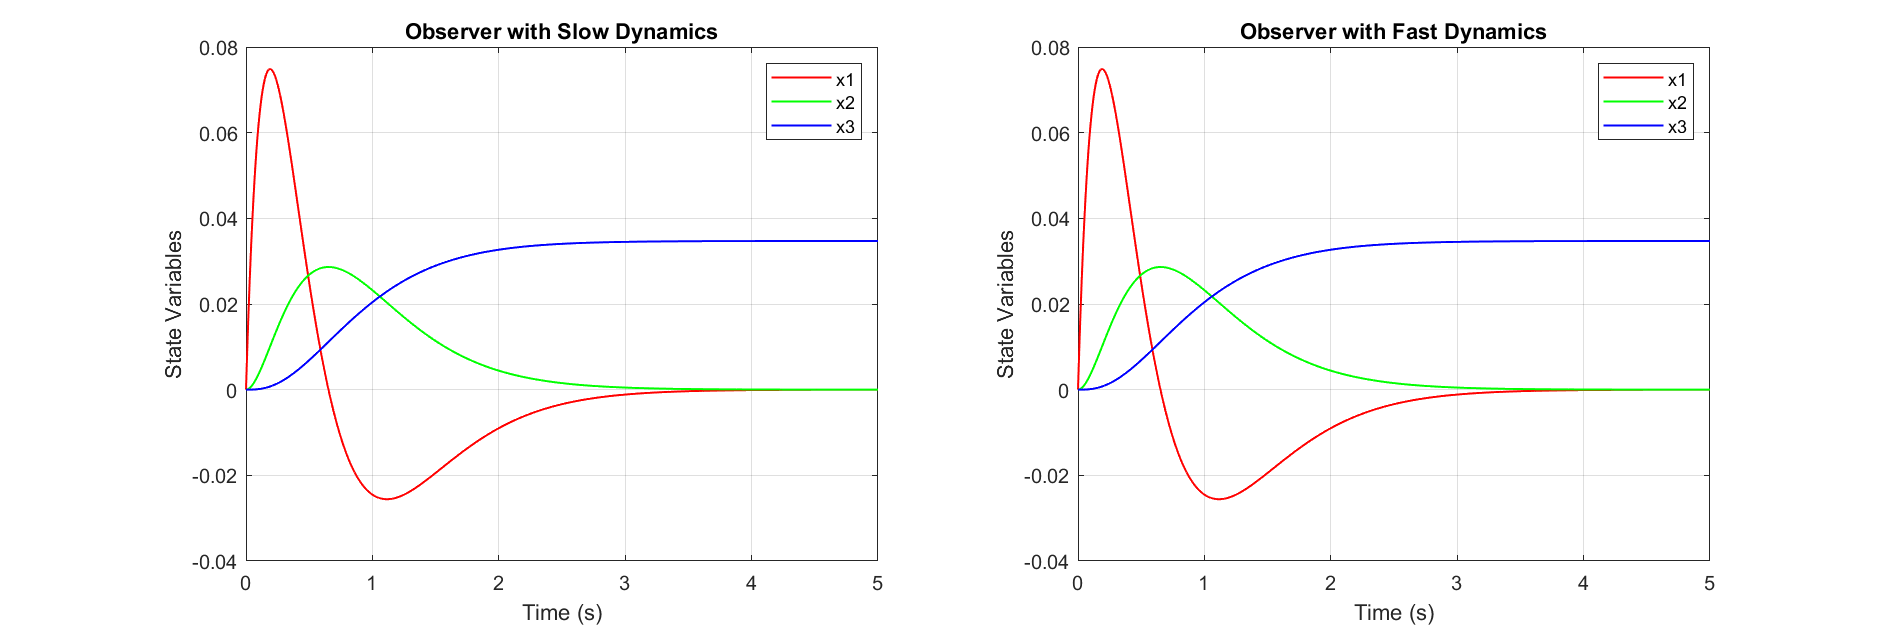 Observer with Slow Dynamics
0.08
0.06
0.04
0.02
0
-0.02
-0.04
State Variables
0 1 2 3 4 5
Time (s)
x1
x2
x3
Observer with Fast Dynamics
0.08
0.06
0.04
0.02
0
-0.02
-0.04
State Variables
0 1 2 3 4 5
Time (s)
x1
x2
x3